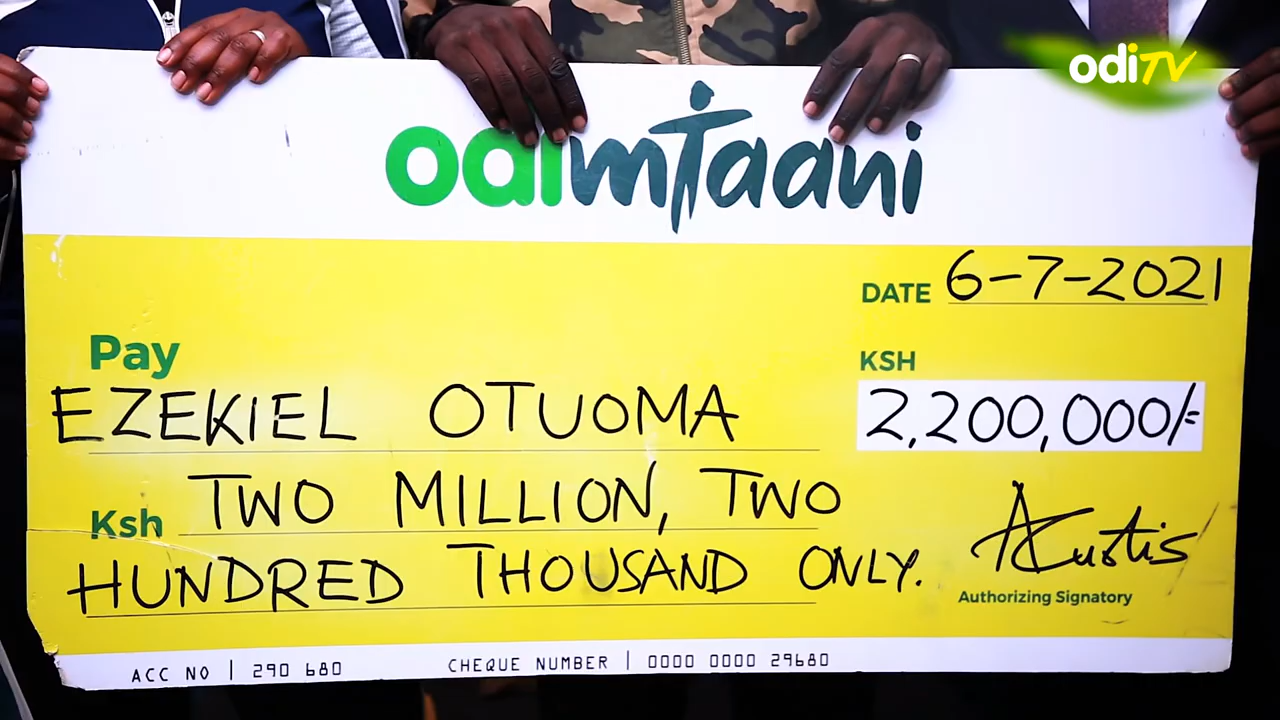 odiTV
odimtaani
DATE 6-7-2021
Pay
KSH
EZEKIEL OTUOMA
2,200,000/=
Ksh TWO MILLION, TWO
HUNDRED THOUSAND ONLY.
ACustis
Authorizing Signatory
ACC NO | 290 680 CHEQUE NUMBER | 0000 0000 29680